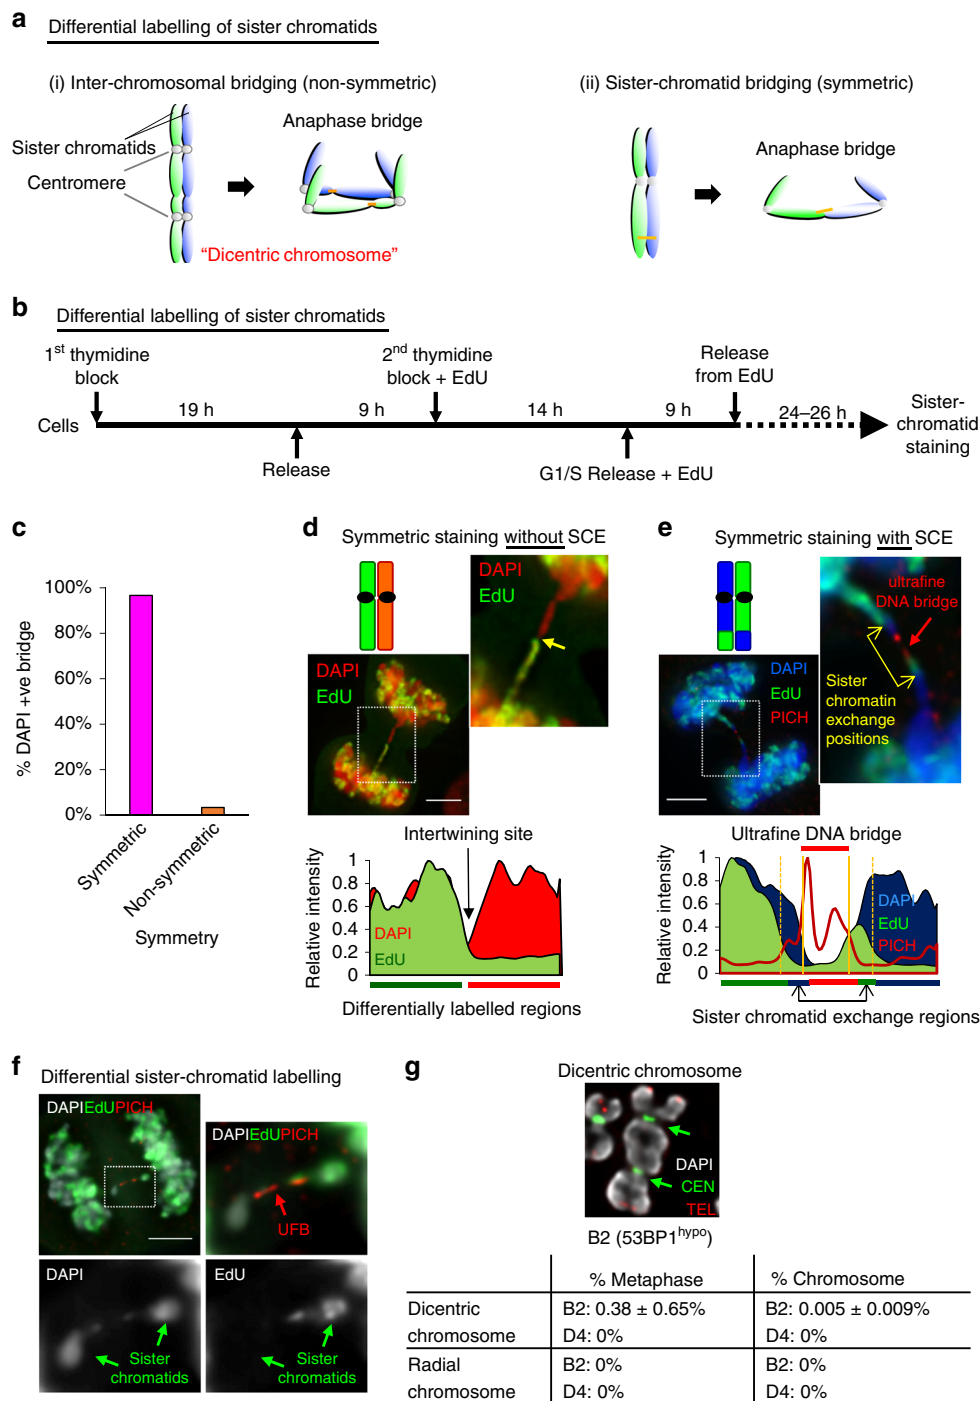 a
Differential labelling of sister chromatids
(i) Inter-chromosomal bridging (non-symmetric)
(ii) Sister-chromatid bridging (symmetric)
Anaphase bridge
Sister chromatids
Centromere
"Dicentric chromosome"
Anaphase bridge
b
Differential labelling of sister chromatids
1st thymidine
block
2nd thymidine
block + EdU
Release
from EdU
19 h
9 h
14 h
9 h
24–26 h
Cells
Sister-
chromatid
staining
Release
G1/S Release + EdU
c
% DAPI +ve bridge
100%
80%
60%
40%
20%
0%
Symmetric
Non-symmetric
Symmetry
d
Symmetric staining without SCE
DAPI
EdU
DAPI
EdU
Intertwining site
Relative intensity
1
0.8
0.6
0.4
0.2
0
DAPI
EdU
Differentially labelled regions
e
Symmetric staining with SCE
ultrafine
DNA bridge
Sister
chromatin
exchange
positions
DAPI
EdU
PICH
Ultrafine DNA bridge
Relative intensity
1
0.8
0.6
0.4
0.2
0
DAPI
EdU
PICH
Sister chromatid exchange regions
f
Differential sister-chromatid labelling
DAPIEdUPICH
DAPIEdUPICH
UFB
DAPI
Sister
chromatids
EdU
Sister
chromatids
g
Dicentric chromosome
DAPI
CEN
TEL
B2 (53BP1hypo)
% Metaphase
% Chromosome
Dicentric
chromosome
B2: 0.38 ± 0.65%
D4: 0%
B2: 0.005 ± 0.009%
D4: 0%
Radial
chromosome
B2: 0%
D4: 0%
B2: 0%
D4: 0%